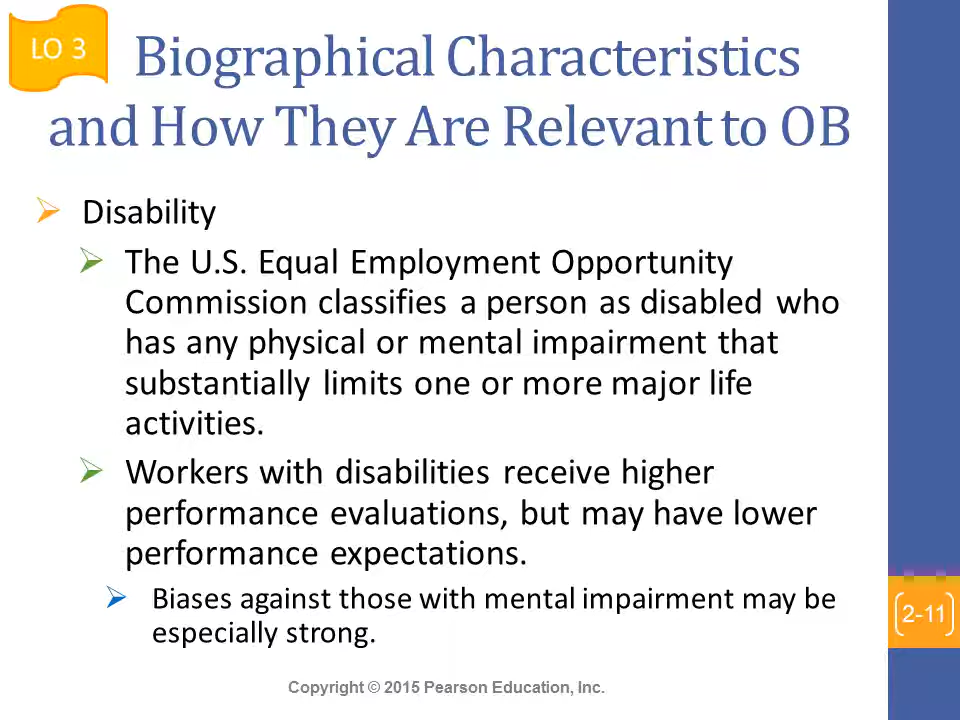 LO 3
Biographical Characteristics
and How They Are Relevant to OB
Disability
The U.S. Equal Employment Opportunity
Commission classifies a person as disabled who
has any physical or mental impairment that
substantially limits one or more major life
activities.
Workers with disabilities receive higher
performance evaluations, but may have lower
performance expectations.
Biases against those with mental impairment may be
especially strong.
2-11
Copyright © 2015 Pearson Education, Inc.